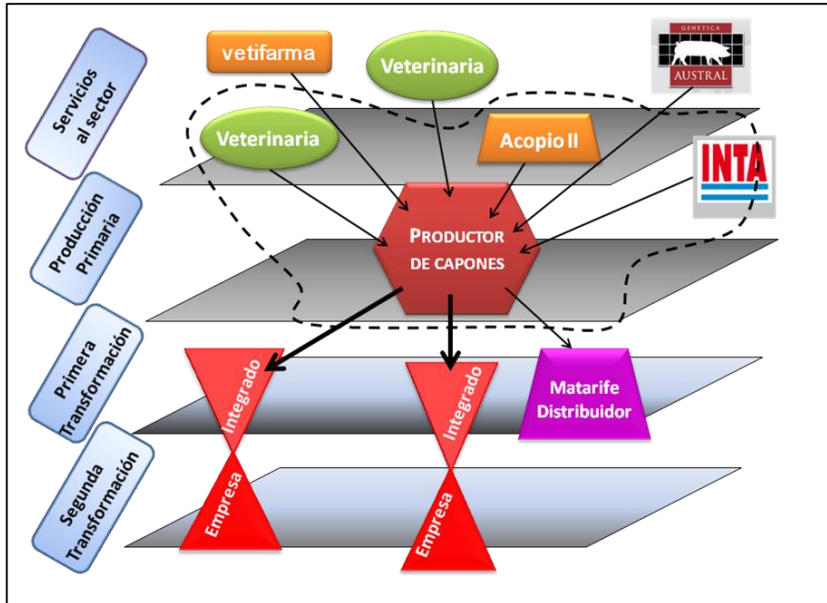 Servicios
al sector
vetifarma
Veterinaria
GENETICA
AUSTRAL
Veterinaria
Acopio II
INTA
Producción
Primaria
PRODUCTOR
DE CAPONES
Primera
Transformación
Integrado
Integrado
Matarife
Distribuidor
Segunda
Transformación
Empresa
Empresa